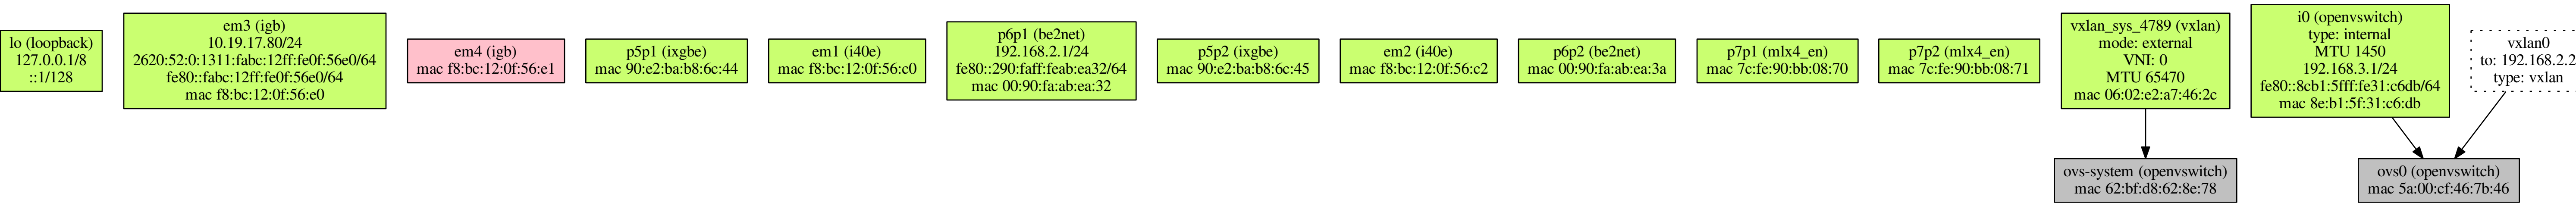 lo (loopback)
127.0.0.1/8
::1/128
em3 (igb)
10.19.17.80/24
2620:52:0:1311:fabc:12ff:fe0f:56e0/64
fe80::fabc:12ff:fe0f:56e0/64
mac f8:bc:12:0f:56:e0
em4 (igb)
mac f8:bc:12:0f:56:e1
p5p1 (ixgbe)
mac 90:e2:ba:b8:6c:44
em1 (i40e)
mac f8:bc:12:0f:56:c0
p6p1 (be2net)
192.168.2.1/24
fe80::290:faff:feab:ea32/64
mac 00:90:fa:ab:ea:32
p5p2 (ixgbe)
mac 90:e2:ba:b8:6c:45
em2 (i40e)
mac f8:bc:12:0f:56:c2
p6p2 (be2net)
mac 00:90:fa:ab:ea:3a
p7p1 (mlx4_en)
mac 7c:fe:90:bb:08:70
p7p2 (mlx4_en)
mac 7c:fe:90:bb:08:71
vxlan_sys_4789 (vxlan)
mode: external
VNI: 0
MTU 65470
mac 06:02:e2:a7:46:2c
i0 (openvswitch)
type: internal
MTU 1450
192.168.3.1/24
fe80::8cb1:5fff:fe31:c6db/64
mac 8e:b1:5f:31:c6:db
vxlan0
to: 192.168.2.2
type: vxlan
ovs-system (openvswitch)
mac 62:bf:d8:62:8e:78
ovs0 (openvswitch)
mac 5a:00:cf:46:7b:46